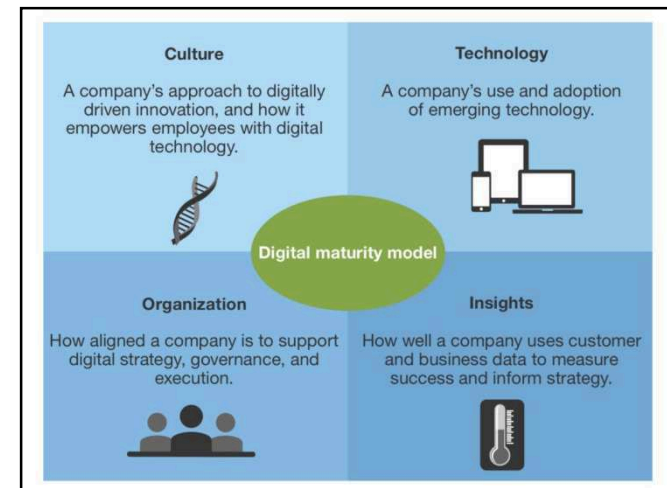 Culture
A company's approach to digitally
driven innovation, and how it
empowers employees with digital
technology.
Technology
A company's use and adoption
of emerging technology.
Digital maturity model
Organization
How aligned a company is to support
digital strategy, governance, and
execution.
Insights
How well a company uses customer
and business data to measure
success and inform strategy.